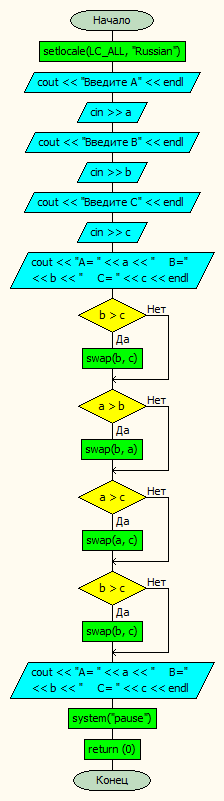 Начало
setlocale(LC_ALL, "Russian")
cout << "Введите A" << endl
cin >> a
cout << "Введите B" << endl
cin >> b
cout << "Введите C" << endl
cin >> c
cout << "A= " << a << "    B="
<< b << "    C= " << c << endl
b > c
Нет
Да
swap(b, c)
a > b
Нет
Да
swap(b, a)
a > c
Нет
Да
swap(a, c)
b > c
Нет
Да
swap(b, c)
cout << "A= " << a << "    B="
<< b << "    C= " << c << endl
system("pause")
return (0)
Конец